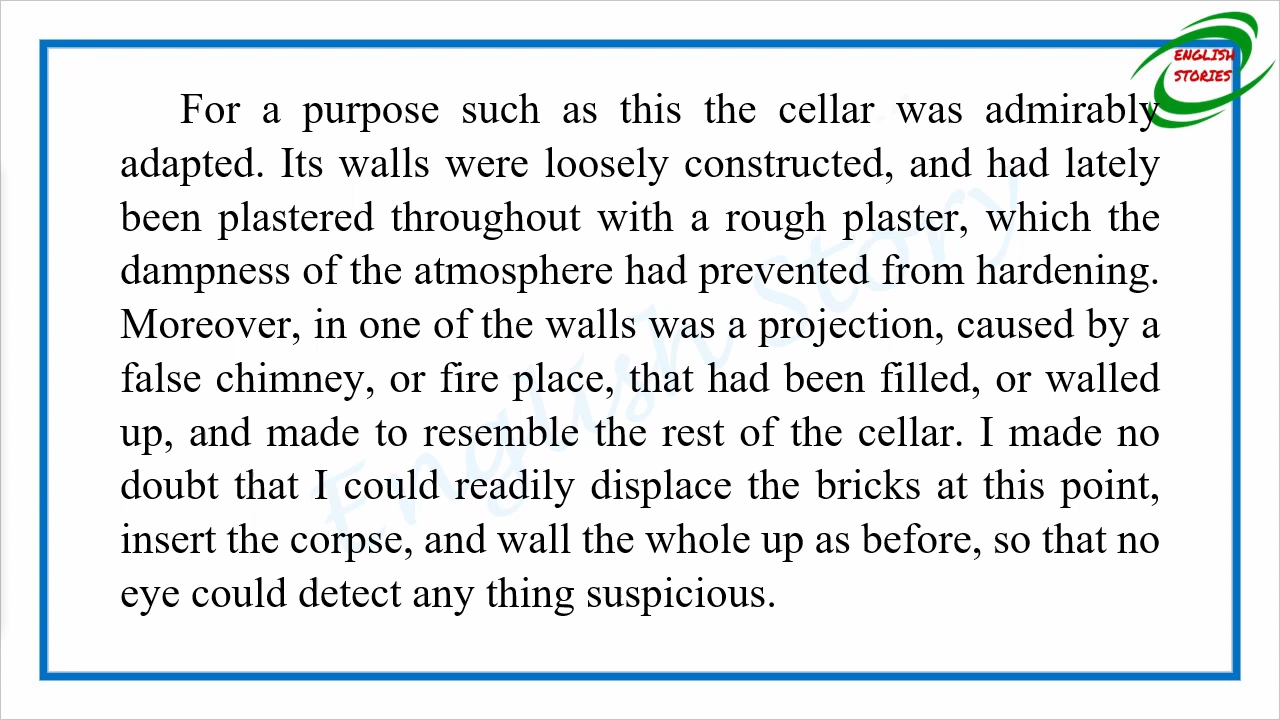 ENGLISH
STORIES
For a purpose such as this the cellar was admirably
adapted. Its walls were loosely constructed, and had lately
been plastered throughout with a rough plaster, which the
dampness of the atmosphere had prevented from hardening.
Moreover, in one of the walls was a projection, caused by a
false chimney, or fire place, that had been filled, or walled
up, and made to resemble the rest of the cellar. I made no
doubt that I could readily displace the bricks at this point,
insert the corpse, and wall the whole up as before, so that no
eye could detect any thing suspicious.
English Story